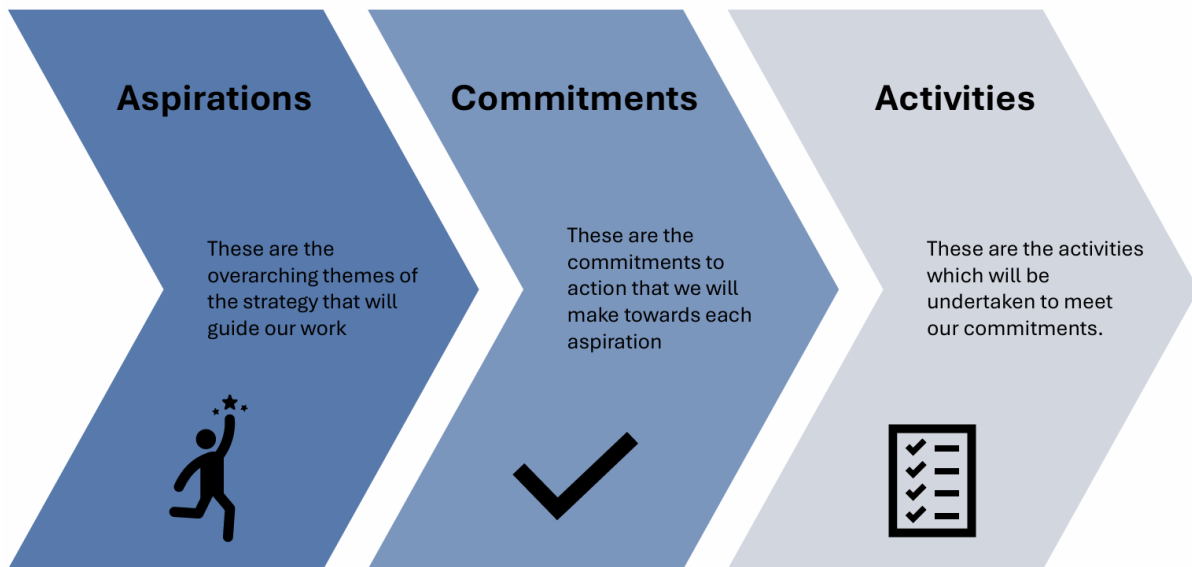 Aspirations
These are the
overarching themes of
the strategy that will
guide our work
Commitments
These are the
commitments to
action that we will
make towards each
aspiration
Activities
These are the activities
which will be
undertaken to meet
our commitments.